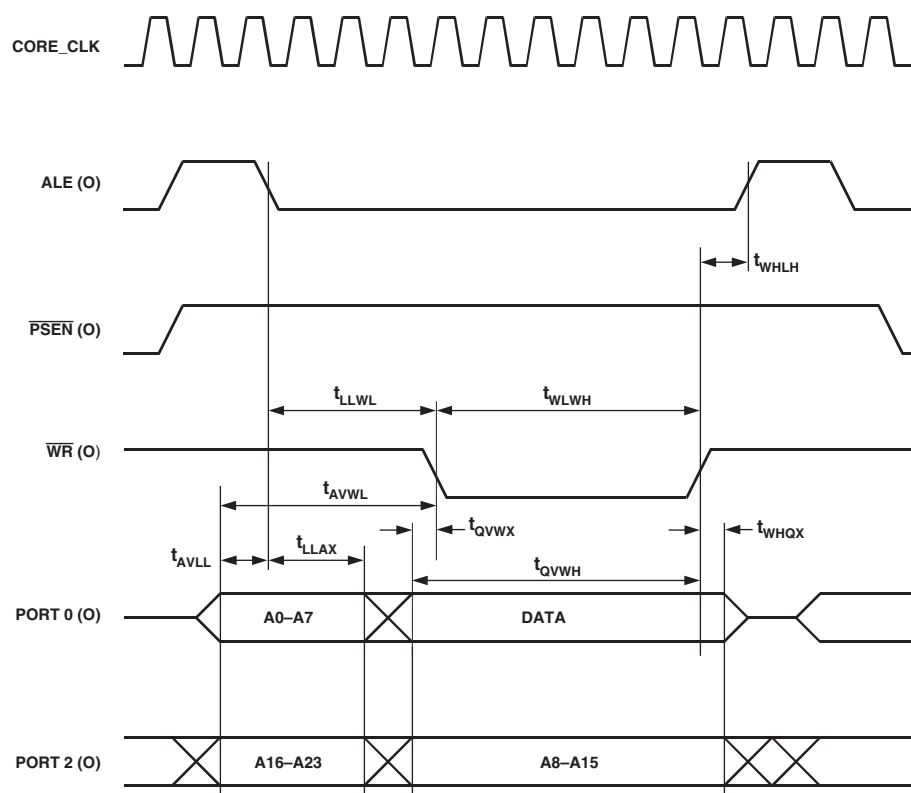 CORE_CLK
ALE (O)
tWHLH
PSEN (O)
tLLWL
tWLWH
WR (O)
tAVWL
tQVWX
tWHQX
tAVLL
tLLAX
tQVWH
PORT 0 (O)
A0–A7
DATA
PORT 2 (O)
A16–A23
A8–A15